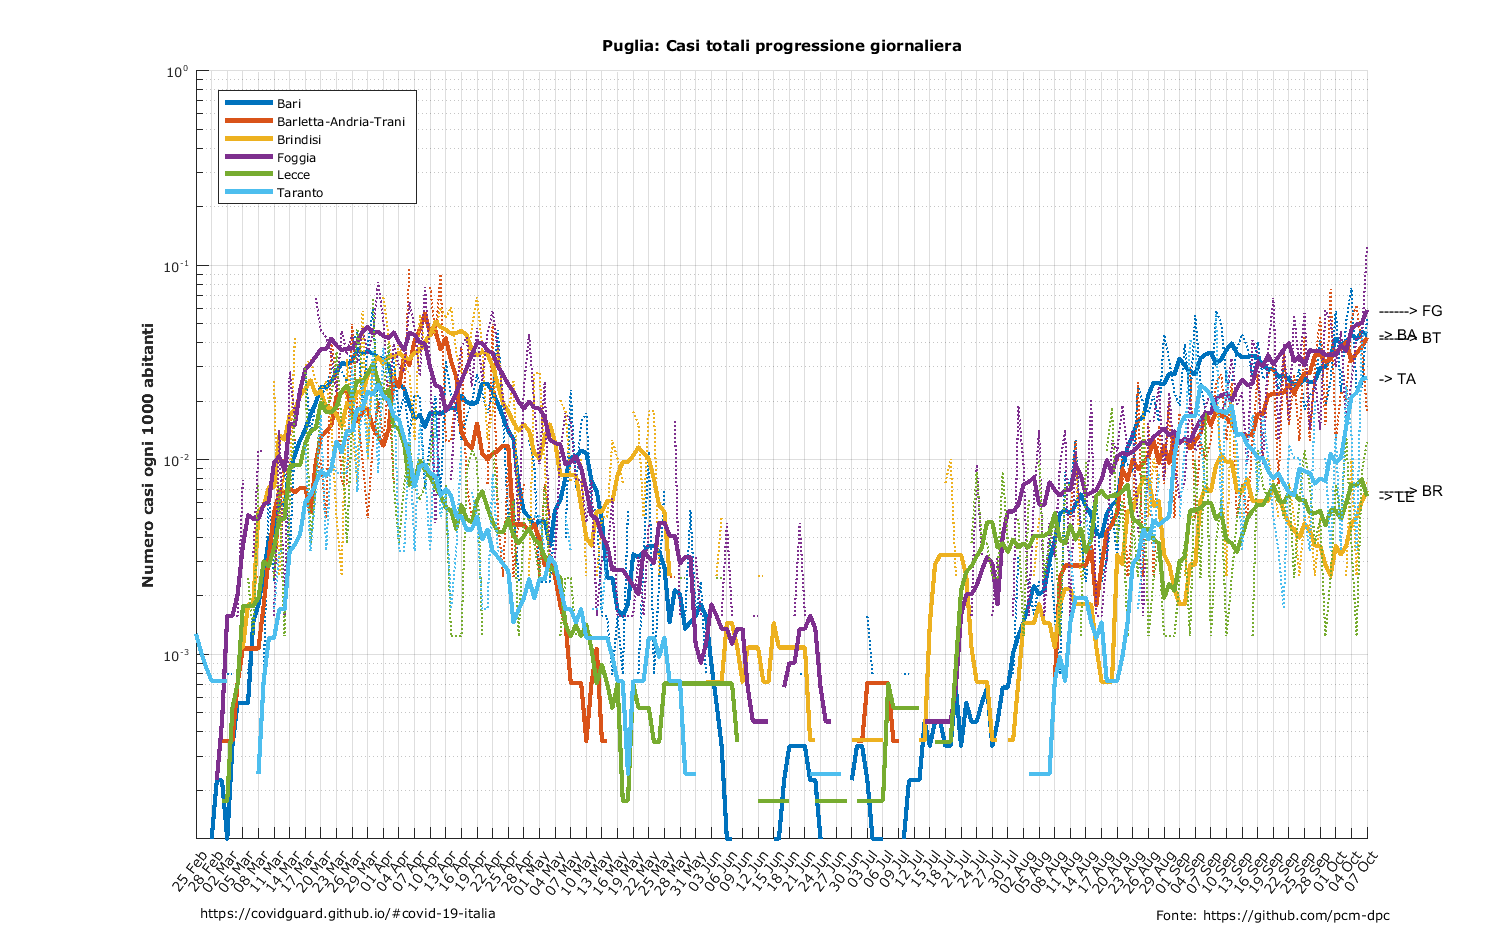 Puglia: Casi totali progressione giornaliera
Numero casi ogni 1000 abitanti
10^0
10^-1
10^-2
10^-3
Bari
Barletta-Andria-Trani
Brindisi
Foggia
Lecce
Taranto
------> FG
-> BA
-----> BT
-> TA
-----> BR
-> LE
25 Feb
28 Feb
02 Mar
05 Mar
08 Mar
11 Mar
14 Mar
17 Mar
20 Mar
23 Mar
26 Mar
29 Mar
01 Apr
04 Apr
07 Apr
10 Apr
13 Apr
16 Apr
19 Apr
22 Apr
25 Apr
28 Apr
01 May
04 May
07 May
10 May
13 May
16 May
19 May
22 May
25 May
28 May
31 May
03 Jun
06 Jun
09 Jun
12 Jun
15 Jun
18 Jun
21 Jun
24 Jun
27 Jun
30 Jun
03 Jul
06 Jul
09 Jul
12 Jul
15 Jul
18 Jul
21 Jul
24 Jul
27 Jul
30 Jul
02 Aug
05 Aug
08 Aug
11 Aug
14 Aug
17 Aug
20 Aug
23 Aug
26 Aug
29 Aug
01 Sep
04 Sep
07 Sep
10 Sep
13 Sep
16 Sep
19 Sep
22 Sep
25 Sep
28 Sep
01 Oct
04 Oct
07 Oct
https://covidguard.github.io/#covid-19-italia
Fonte: https://github.com/pcm-dpc